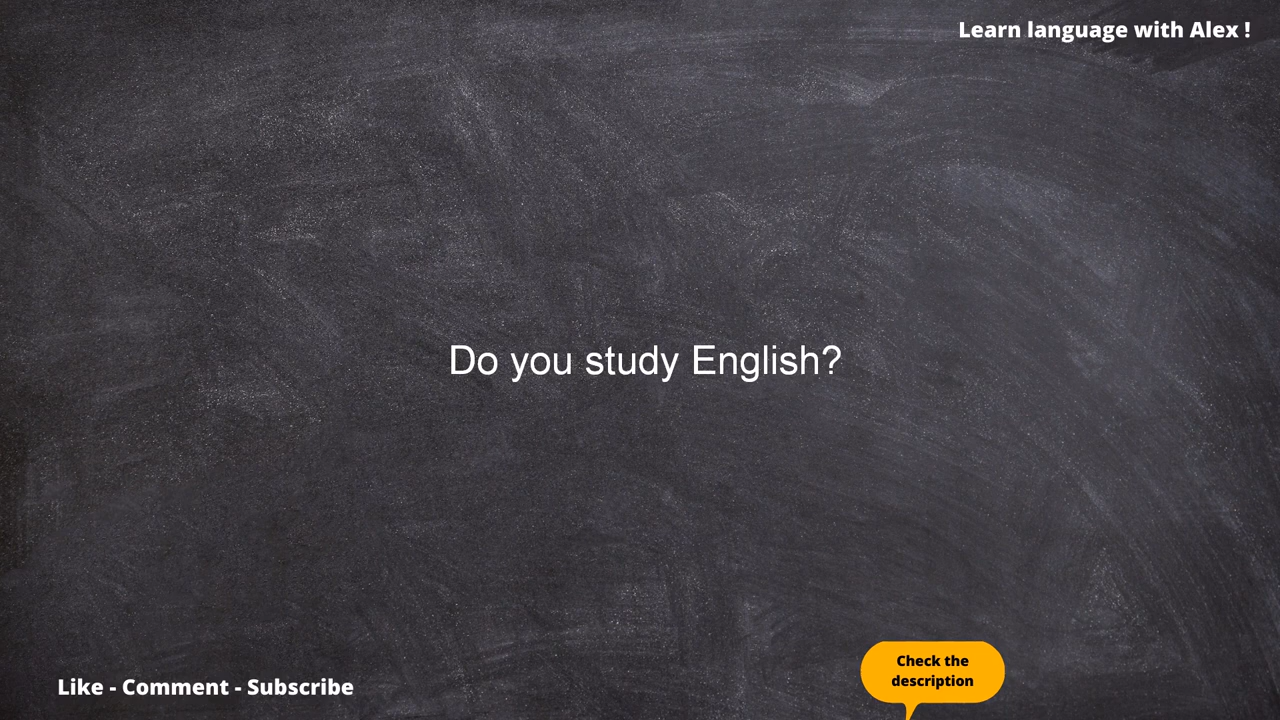 Learn language with Alex !
Do you study English?
Check the
description
Like - Comment - Subscribe